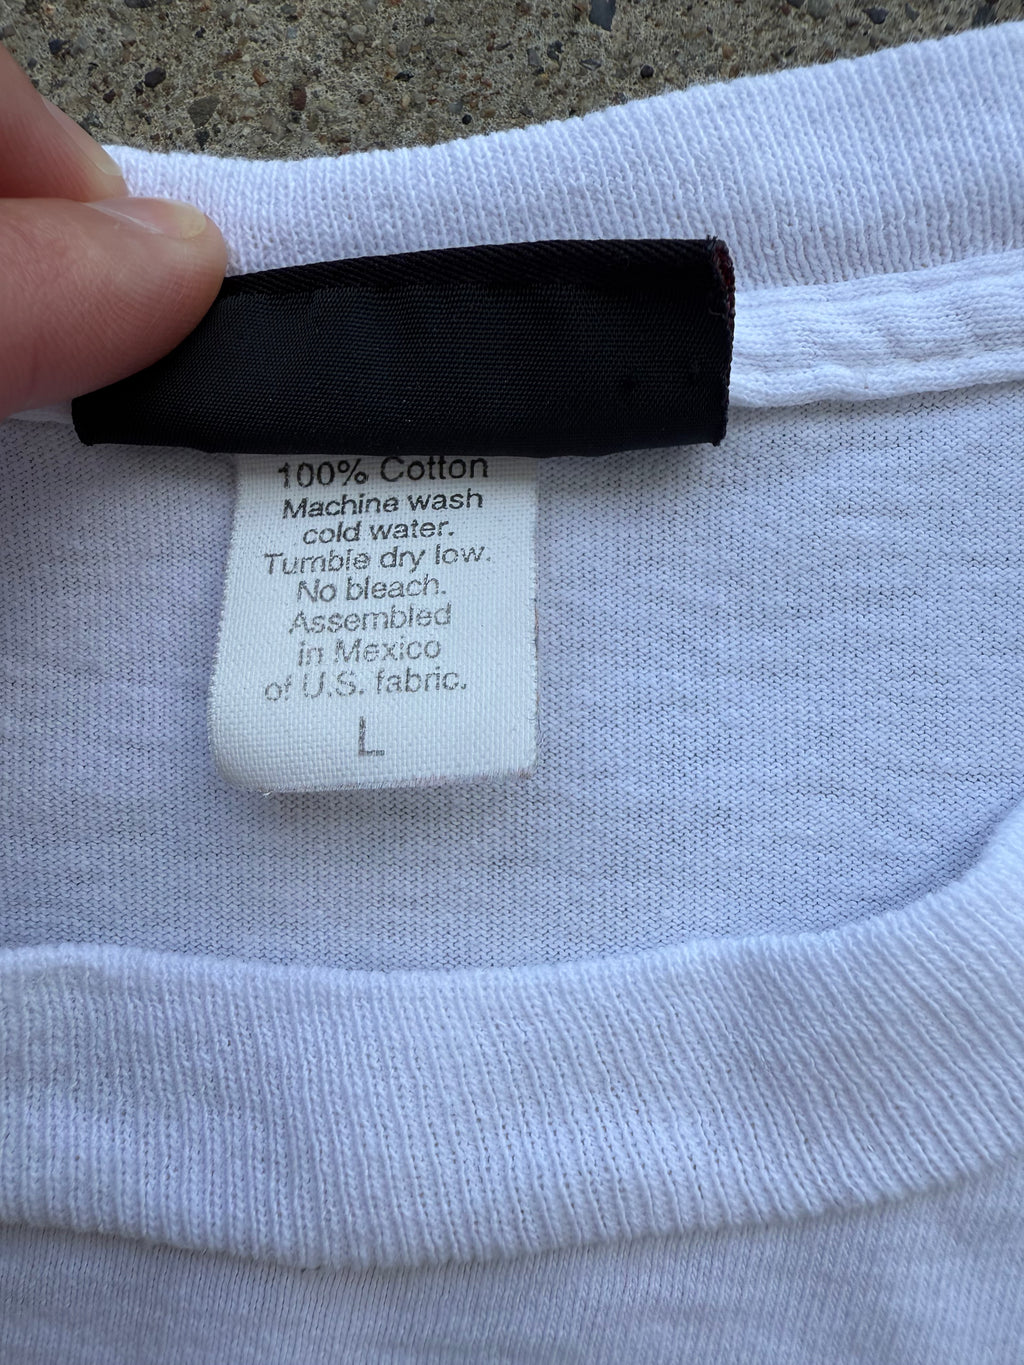 100% Cotton
Machine wash
cold water.
Tumble dry low.
No bleach.
Assembled
in Mexico
of U.S. fabric.
L